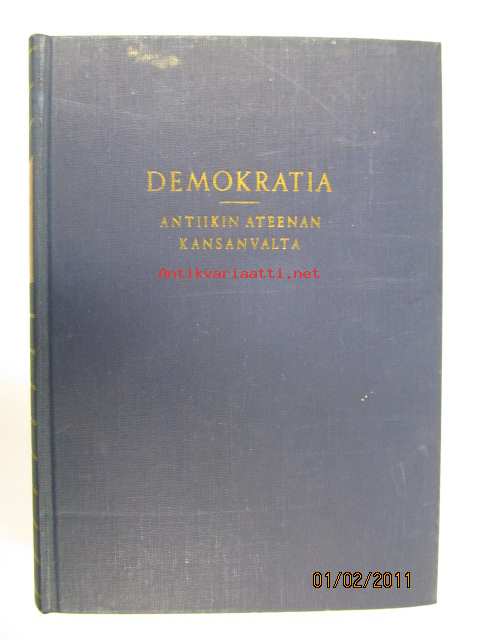 DEMOKRATIA
ANTIIKIN ATEENAN
KANSANVALTA
Antikvariaatti.net
01/02/2011